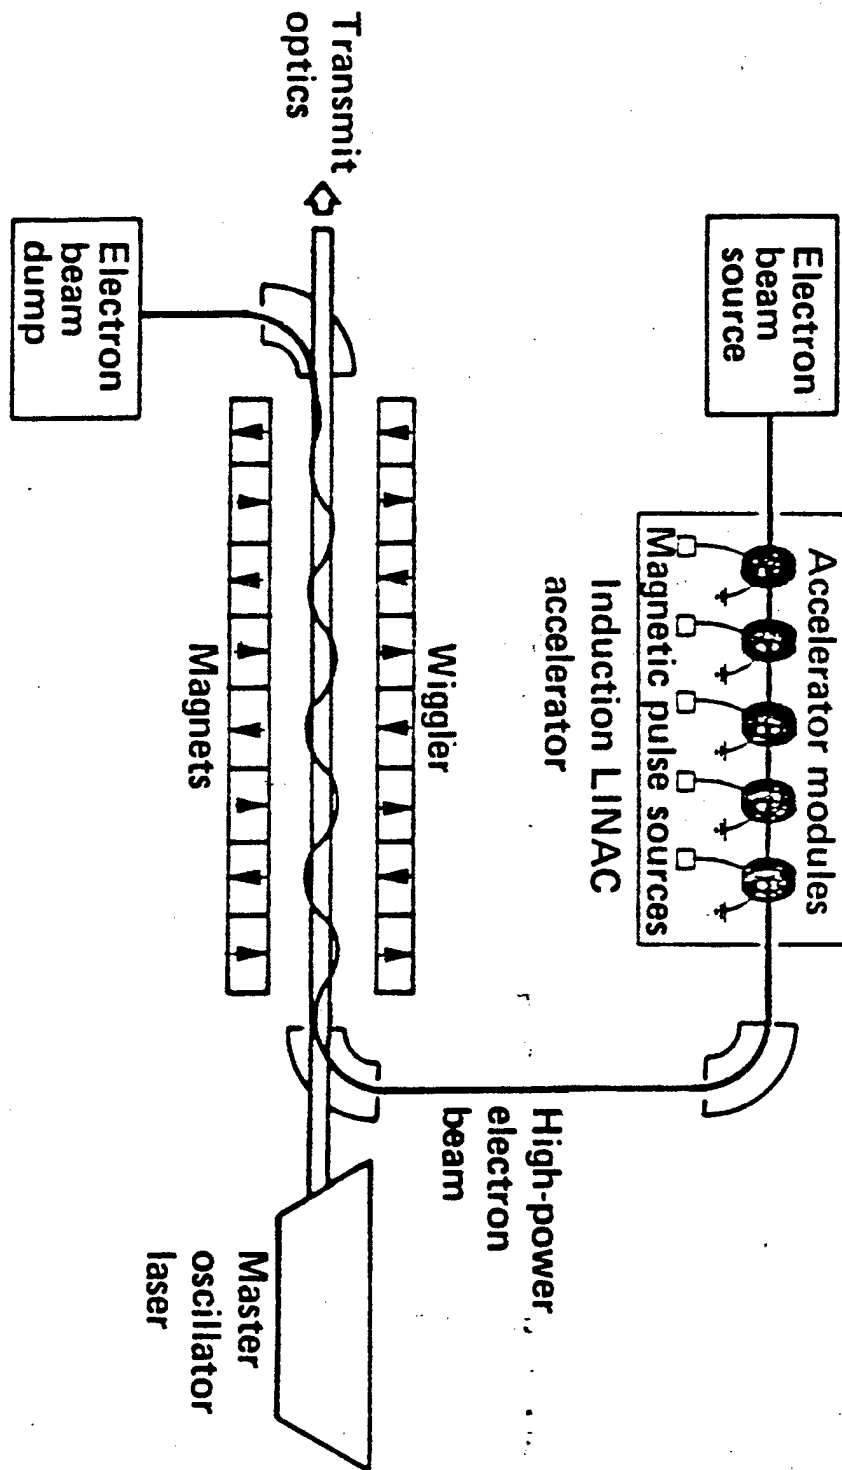 Electron
beam
source
Accelerator modules
Magnetic pulse sources
Induction LINAC
accelerator
High-power
electron
beam
Wiggler
Magnets
Transmit
optics
Electron
beam
dump
Master
oscillator
laser